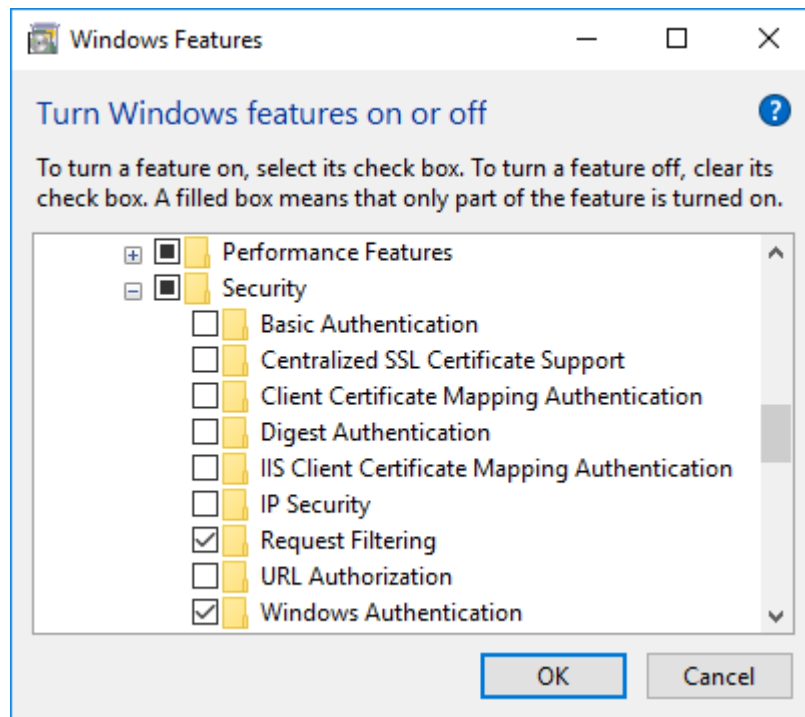 Windows Features
Turn Windows features on or off
?
To turn a feature on, select its check box. To turn a feature off, clear its
check box. A filled box means that only part of the feature is turned on.
Performance Features
Security
Basic Authentication
Centralized SSL Certificate Support
Client Certificate Mapping Authentication
Digest Authentication
IIS Client Certificate Mapping Authentication
IP Security
Request Filtering
URL Authorization
Windows Authentication
OK Cancel